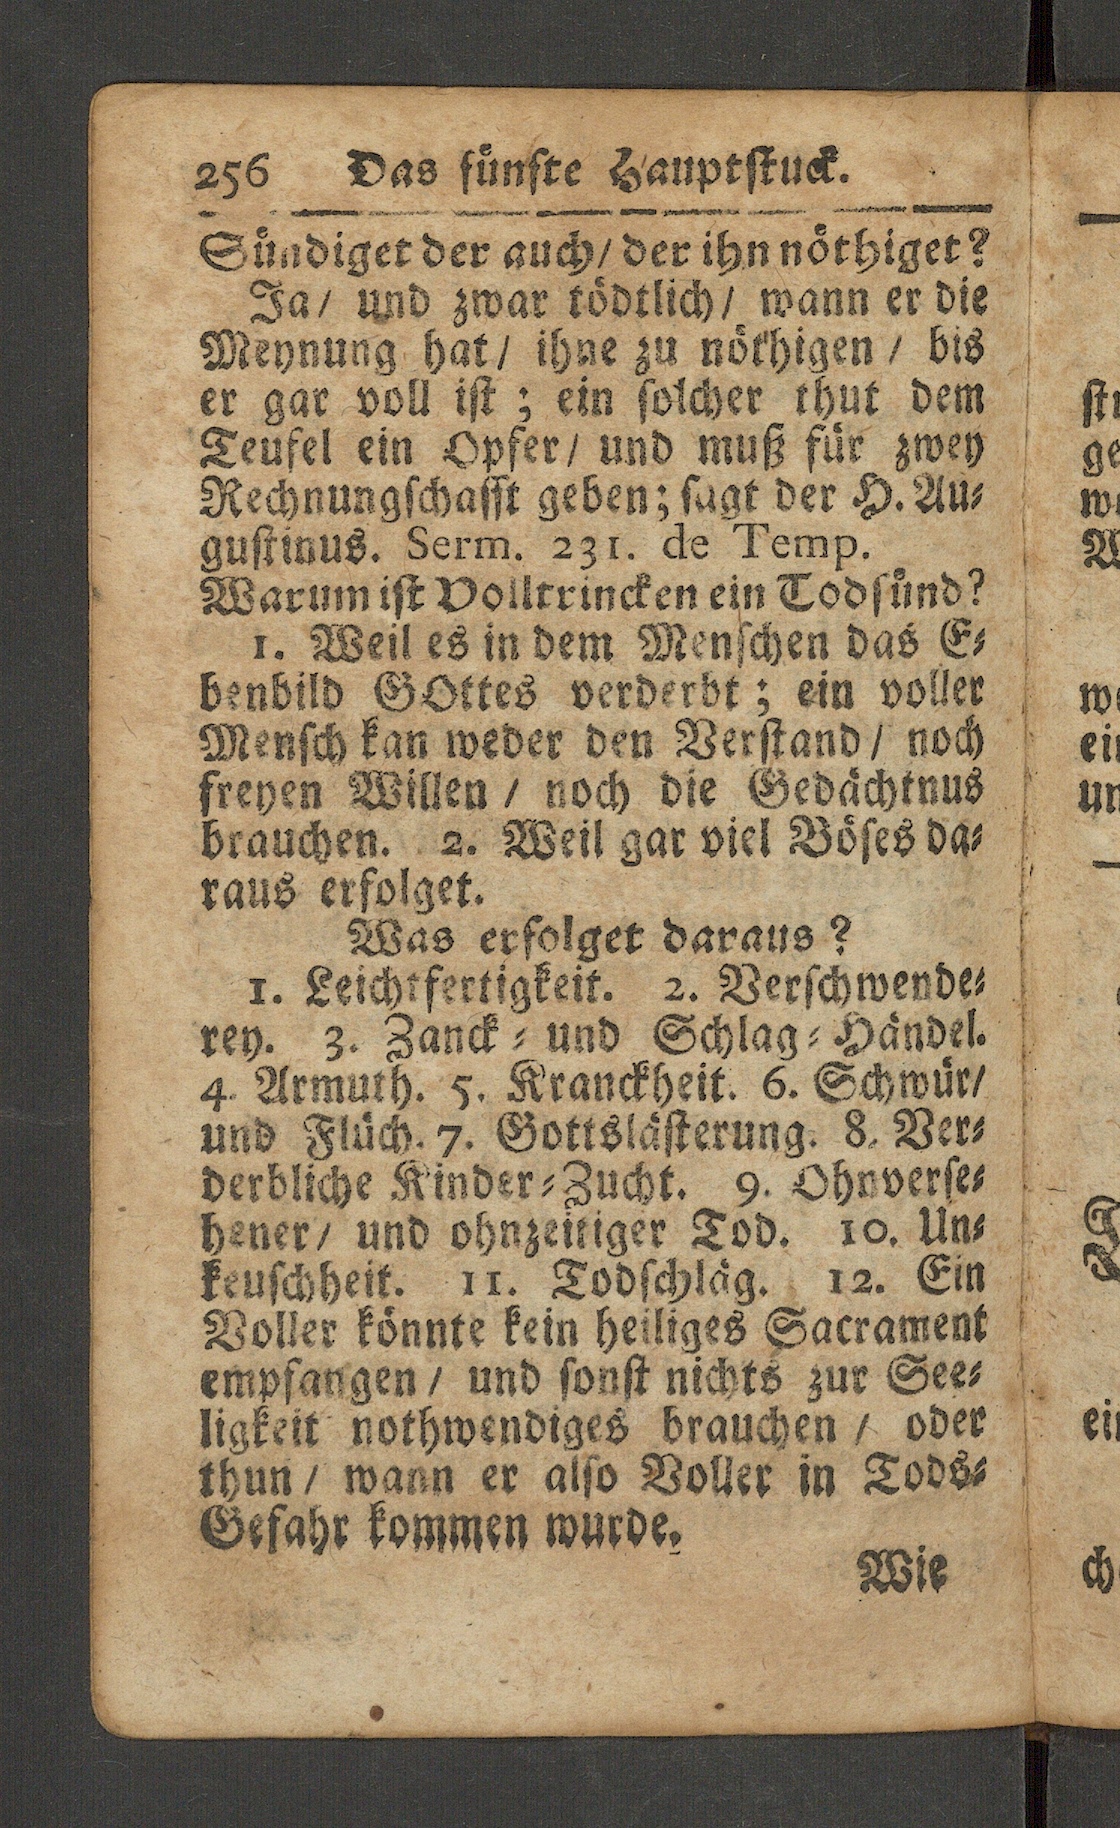 256 Das fünfte Hauptstuck.
Sündiget der auch/ der ihn nöthiget?
Ja/ und zwar tödtlich/ wann er die
Meynung hat/ ihne zu nöthigen/ bis
er gar voll ist; ein solcher thut dem
Teufel ein Opfer/ und muß für zwey
Rechnungschafft geben; sagt der H. Au-
gustinus. Serm. 231. de Temp.
Warum ist Volltrincken ein Todsünd?
1. Weil es in dem Menschen das E-
benbild GOttes verderbt; ein voller
Mensch kan weder den Verstand/ noch
freyen Willen/ noch die Gedächtnus
brauchen. 2. Weil gar viel Böses da-
raus erfolget.
Was erfolget daraus?
1. Leichtfertigkeit. 2. Verschwende-
rey. 3. Zanck- und Schlag-Händel.
4. Armuth. 5. Kranckheit. 6. Schwür/
und Flüch. 7. Gottslästerung. 8. Ver-
derbliche Kinder-Zucht. 9. Ohnverse-
hener/ und ohnzeitiger Tod. 10. Un-
keuschheit. 11. Todschläg. 12. Ein
Voller könnte kein heiliges Sacrament
empfangen/ und sonst nichts zur See-
ligkeit nothwendiges brauchen/ oder
thun/ wann er also Voller in Tods-
Gefahr kommen wurde.
Wie